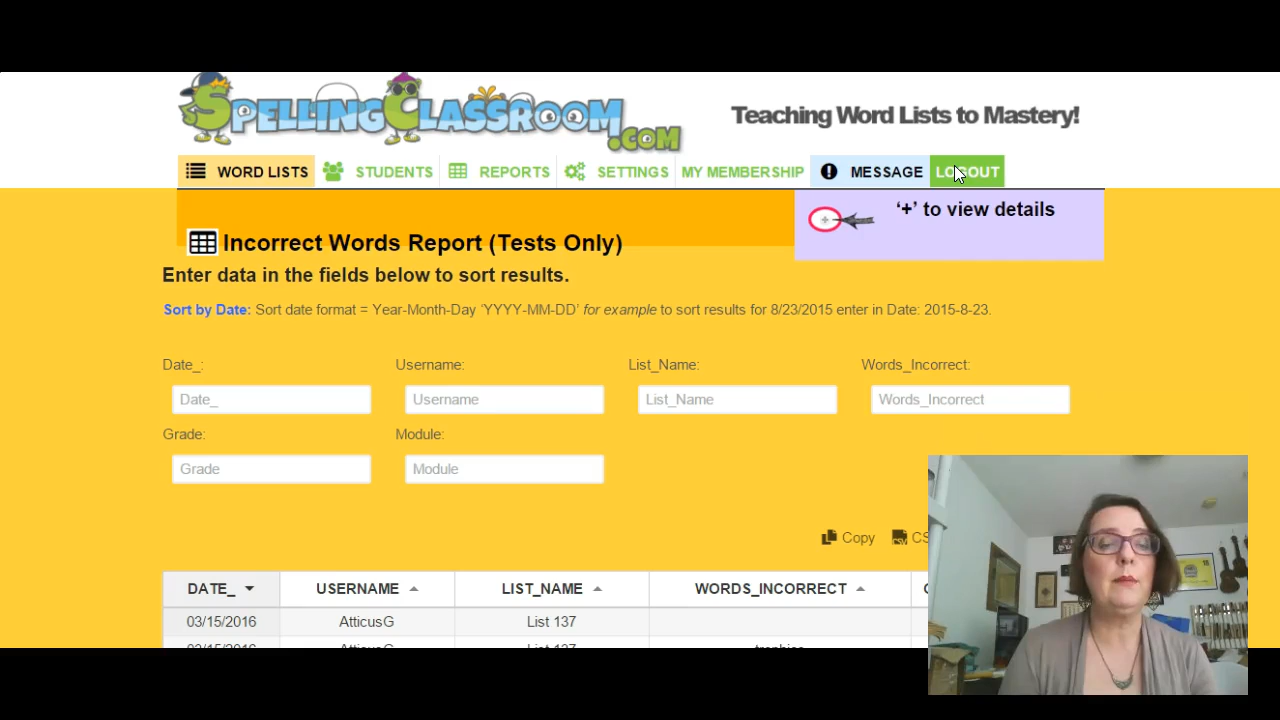 SPELLINGCLASSROOM.COM
Teaching Word Lists to Mastery!
WORD LISTS STUDENTS REPORTS SETTINGS MY MEMBERSHIP MESSAGE LOGOUT
'+' to view details
Incorrect Words Report (Tests Only)
Enter data in the fields below to sort results.
Sort by Date: Sort date format = Year-Month-Day 'YYYY-MM-DD' for example to sort results for 8/23/2015 enter in Date: 2015-8-23.
Date_: Username: List_Name: Words_Incorrect:
Date_ Username List_Name Words_Incorrect
Grade: Module:
Grade Module
Copy CS
DATE_ USERNAME LIST_NAME WORDS_INCORRECT
03/15/2016 AtticusG List 137